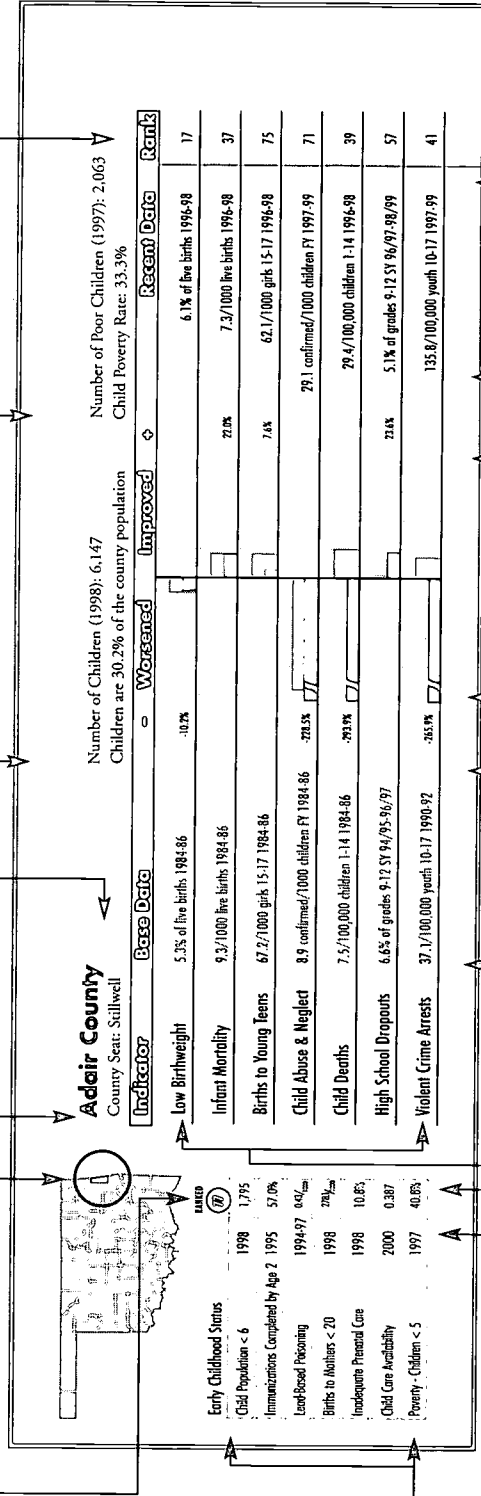 Adair County
County Seat: Stillwell
Number of Children (1998): 6,147
Children are 30.2% of the county population
Number of Poor Children (1997): 2,063
Child Poverty Rate: 33.3%
Indicator Base Data - Worsened Improved + Recent Data Rank
Low Birthweight 5.3% of live births 1984-86 -10.2% 6.1% of live births 1996-98 17
Infant Mortality 9.3/1000 live births 1984-86 22.0% 7.3/1000 live births 1996-98 37
Births to Young Teens 67.2/1000 girls 15-17 1984-86 7.6% 62.1/1000 girls 15-17 1996-98 75
Child Abuse & Neglect 8.9 confirmed/1000 children FY 1984-86 -228.5% 29.1 confirmed/1000 children FY 1997-99 71
Child Deaths 7.5/100,000 children 1-14 1984-86 -293.9% 29.4/100,000 children 1-14 1996-98 39
High School Dropouts 6.6% of grades 9-12 SY 94/95-96/97 23.6% 5.1% of grades 9-12 SY 96/97-98/99 57
Violent Crime Arrests 37.1/100,000 youth 10-17 1990-92 -265.9% 135.8/100,000 youth 10-17 1997-99 41
RANKED
Early Childhood Status
Child Population < 6 1998 1,795
Immunizations Completed by Age 2 1995 57.0%
Lead-Based Poisoning 1994-97
Births to Mothers < 20 1998
Inadequate Prenatal Care 1998 10.8%
Child Care Availability 2000 0.387
Poverty - Children < 5 1997 40.8%